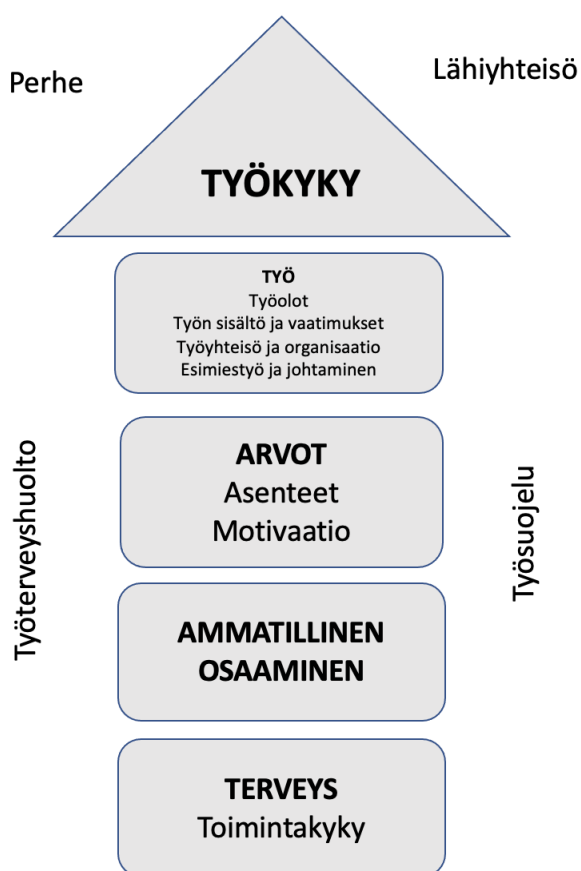 Perhe
Lähiyhteisö
TYÖKYKY
TYÖ
Työolot
Työn sisältö ja vaatimukset
Työyhteisö ja organisaatio
Esimiestyö ja johtaminen
Työterveyshuolto
ARVOT
Asenteet
Motivaatio
Työsuojelu
AMMATILLINEN
OSAAMINEN
TERVEYS
Toimintakyky